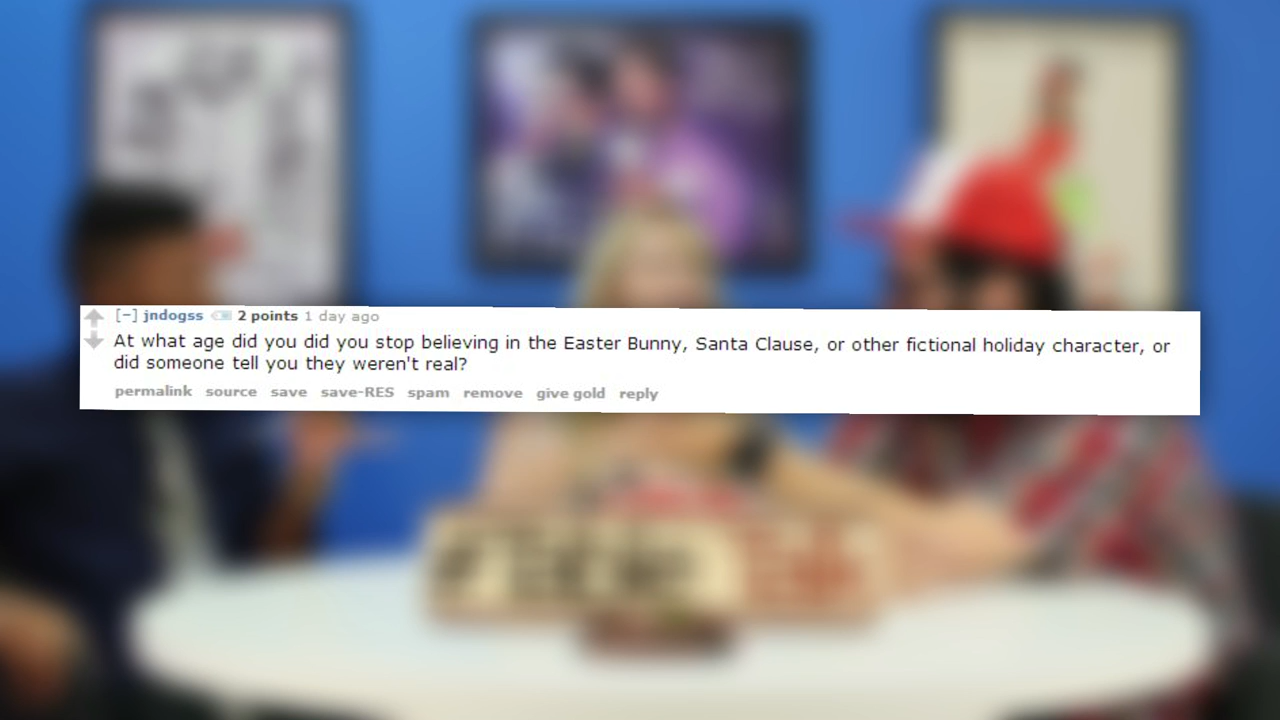 [−] jndogss 2 points 1 day ago
At what age did you did you stop believing in the Easter Bunny, Santa Clause, or other fictional holiday character, or
did someone tell you they weren't real?
permalink source save save-RES spam remove give gold reply